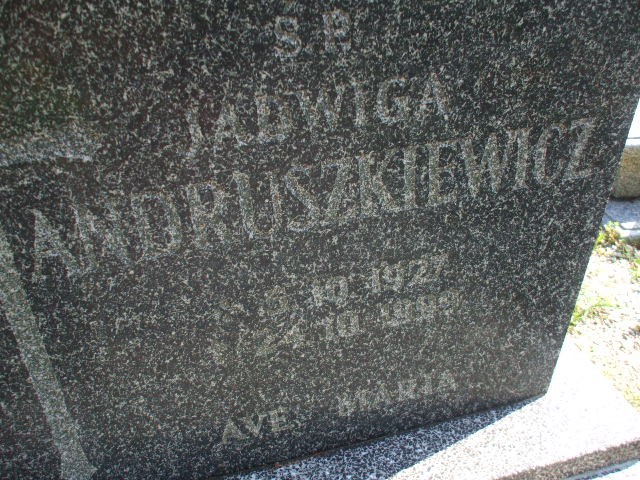 Ś.P.
JADWIGA
ANDRUSZKIEWICZ
10 1927
24 10
AVE MARIA